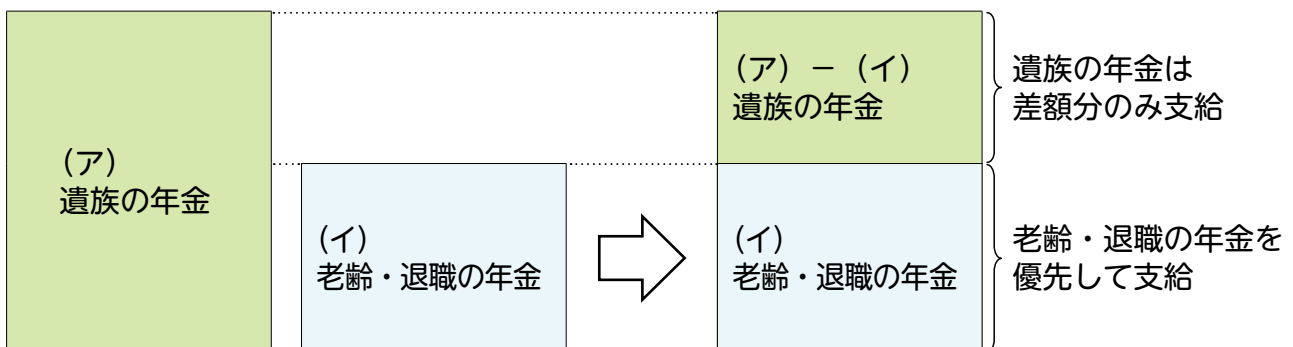 （ア）
遺族の年金
（イ）
老齢・退職の年金
（ア）－（イ）
遺族の年金
（イ）
老齢・退職の年金
遺族の年金は
差額分のみ支給
老齢・退職の年金を
優先して支給